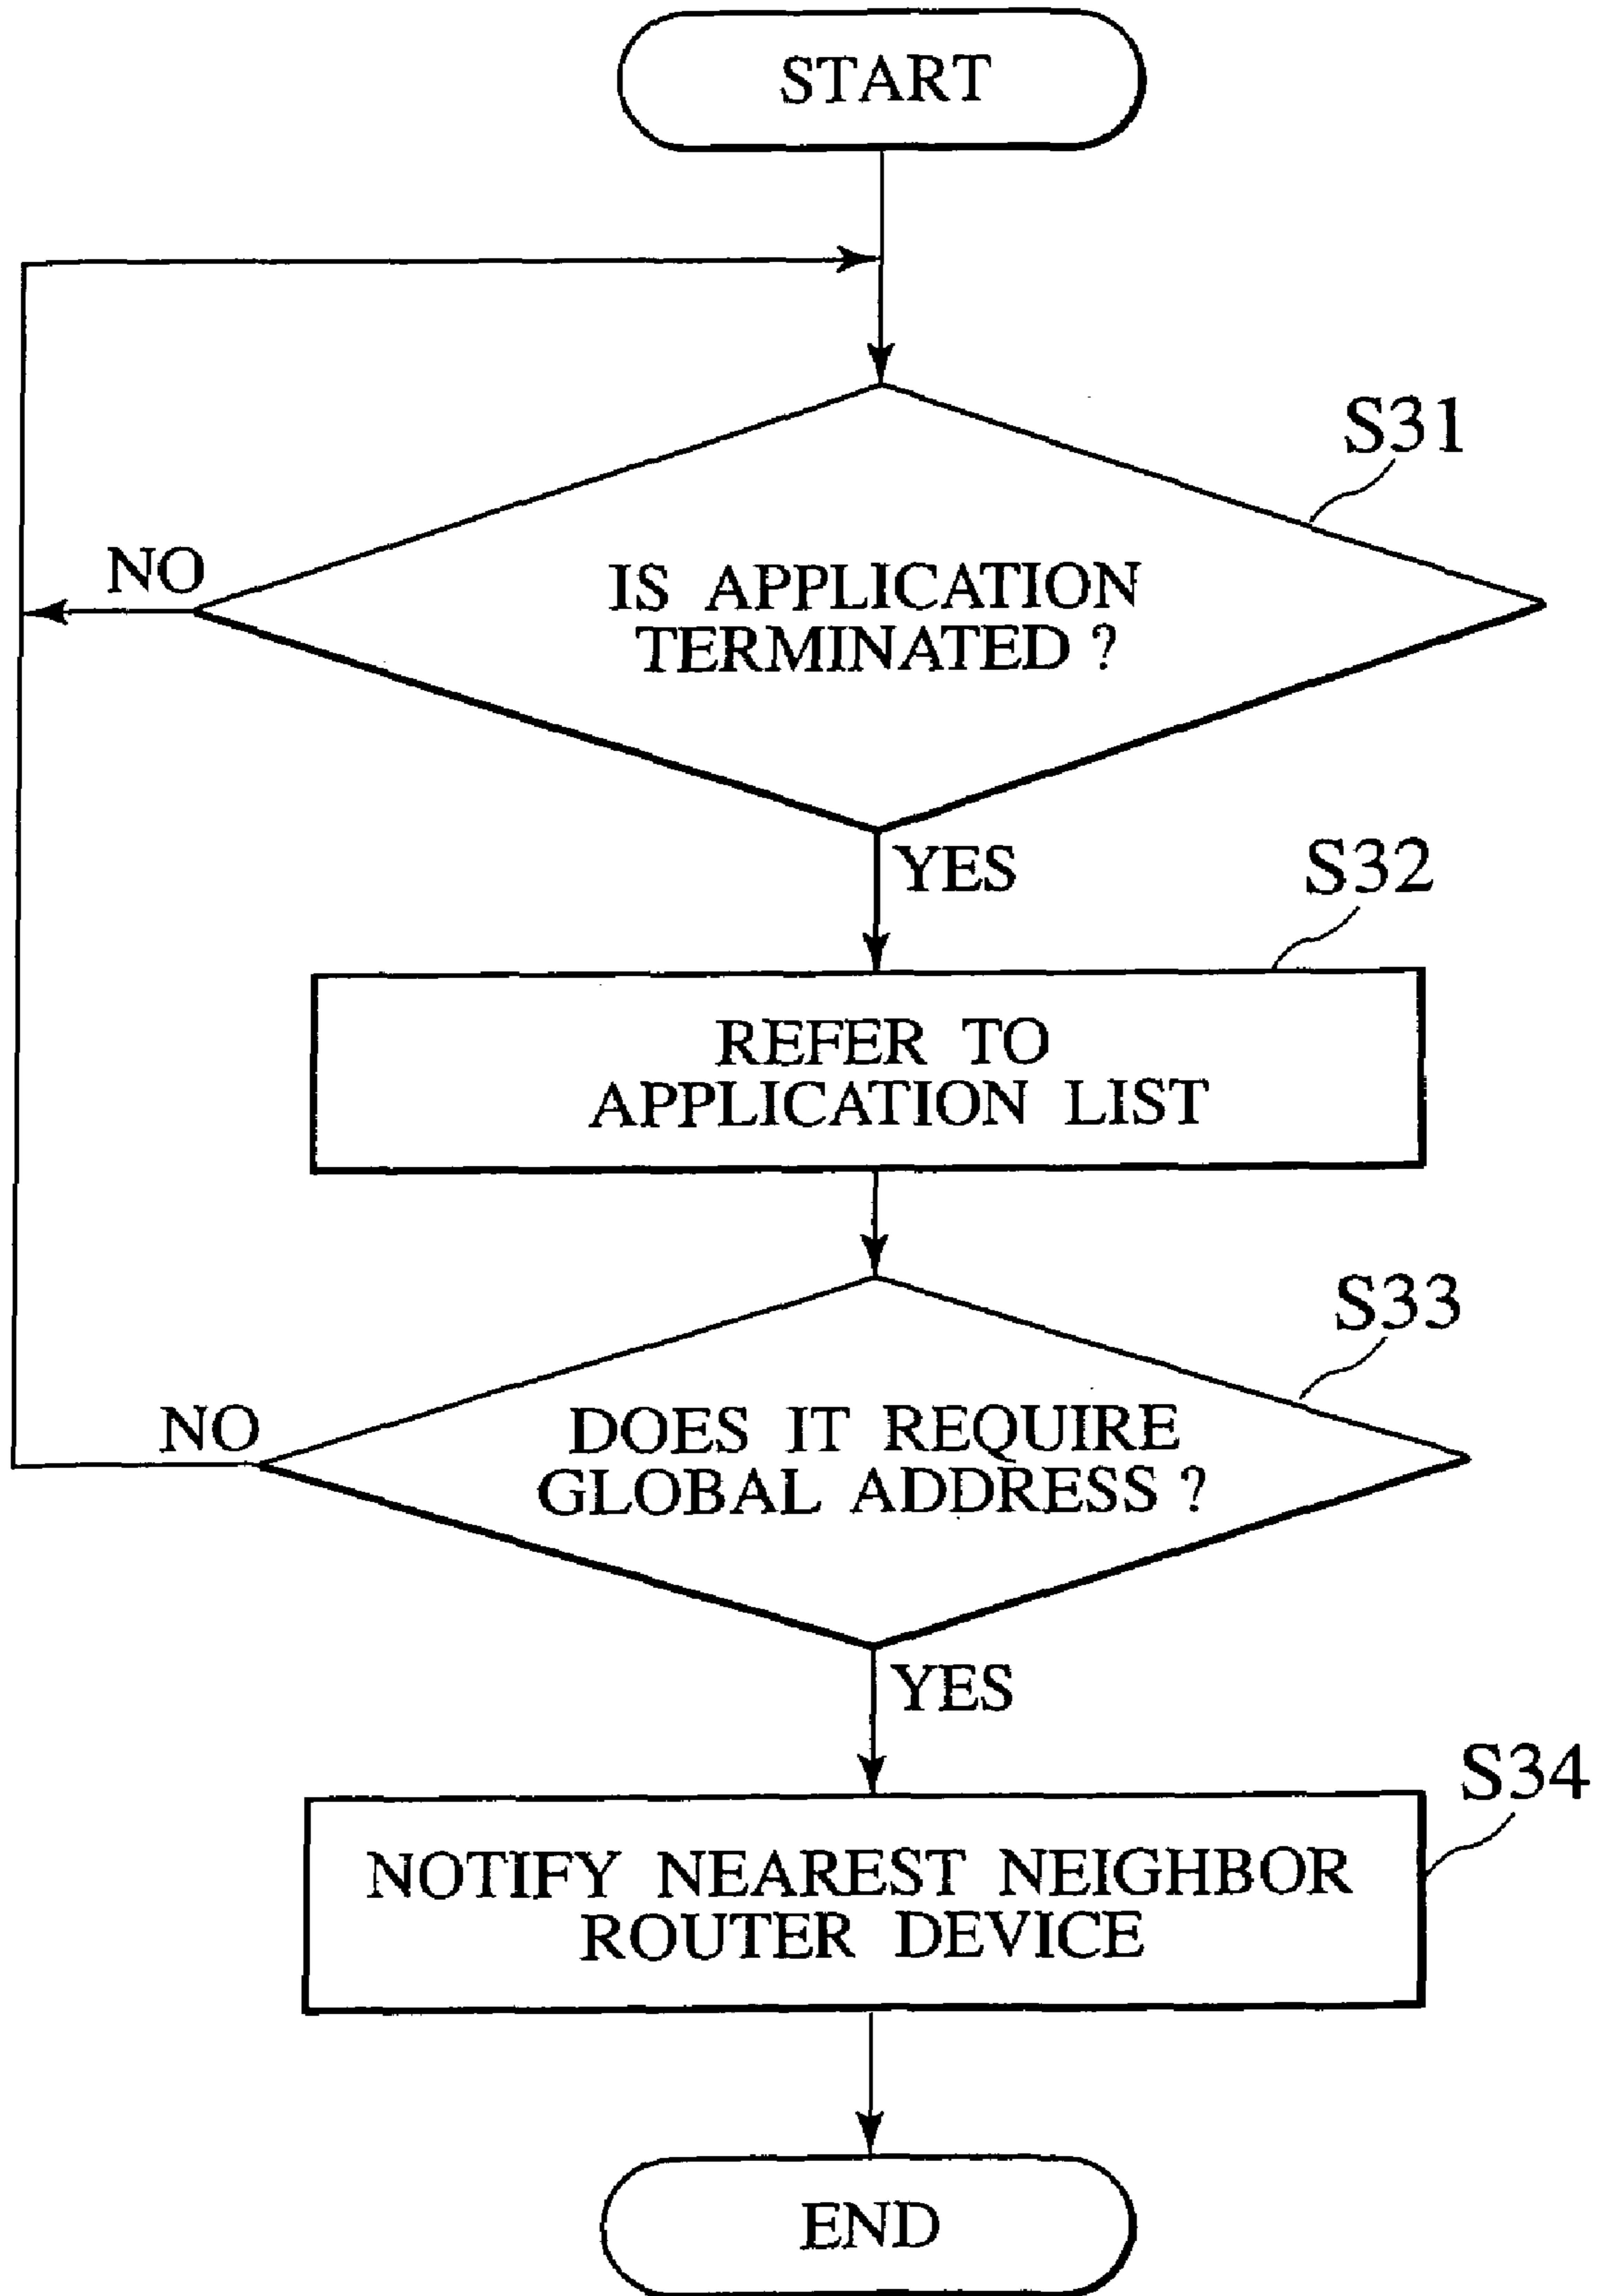 START
S31
NO
IS APPLICATION
TERMINATED ?
YES
S32
REFER TO
APPLICATION LIST
S33
NO
DOES IT REQUIRE
GLOBAL ADDRESS ?
YES
S34
NOTIFY NEAREST NEIGHBOR
ROUTER DEVICE
END